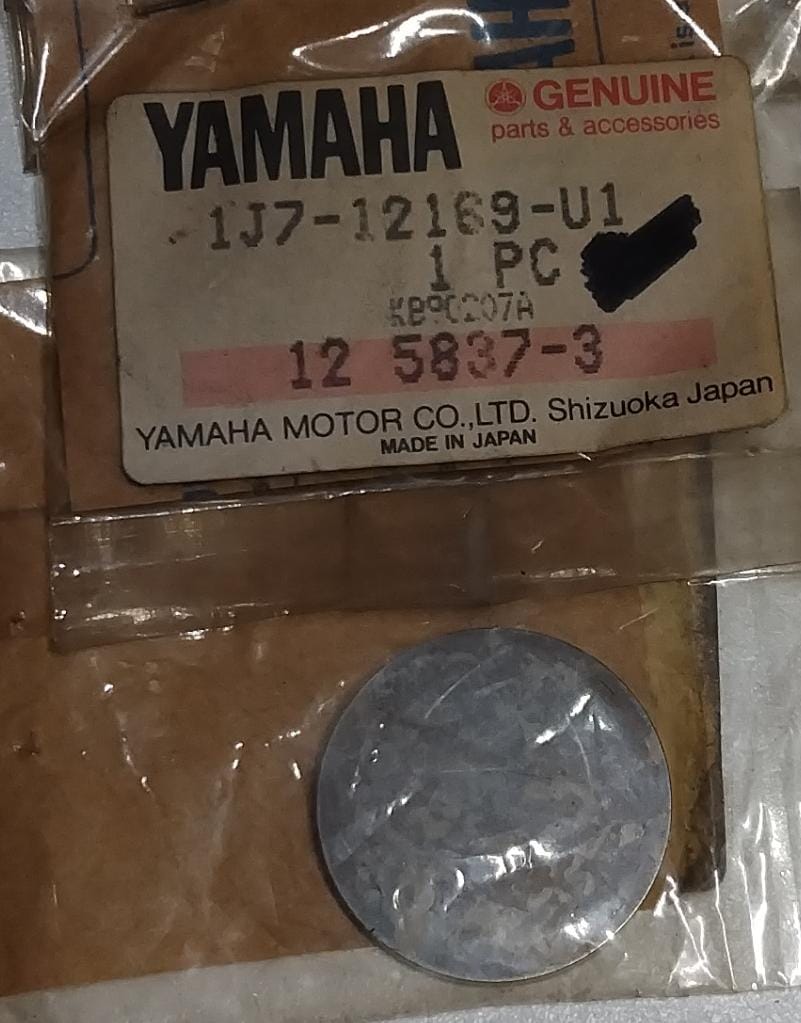 YAMAHA
GENUINE
parts & accessories
1J7-12169-U1
1 PC
KB90207A
12 5837-3
YAMAHA MOTOR CO.,LTD. Shizuoka Japan
MADE IN JAPAN